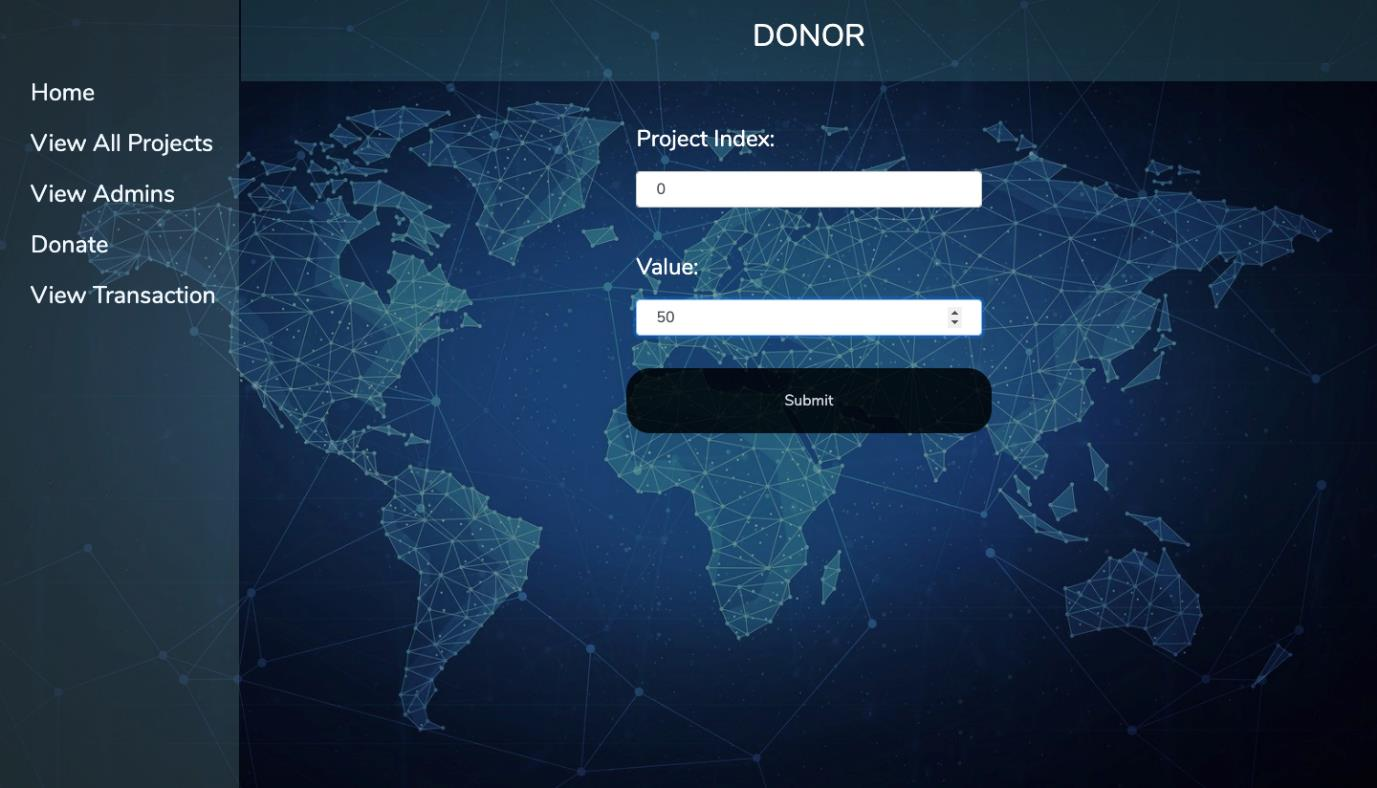 DONOR
Home
View All Projects
View Admins
Donate
View Transaction
Project Index:
0
Value:
50
Submit